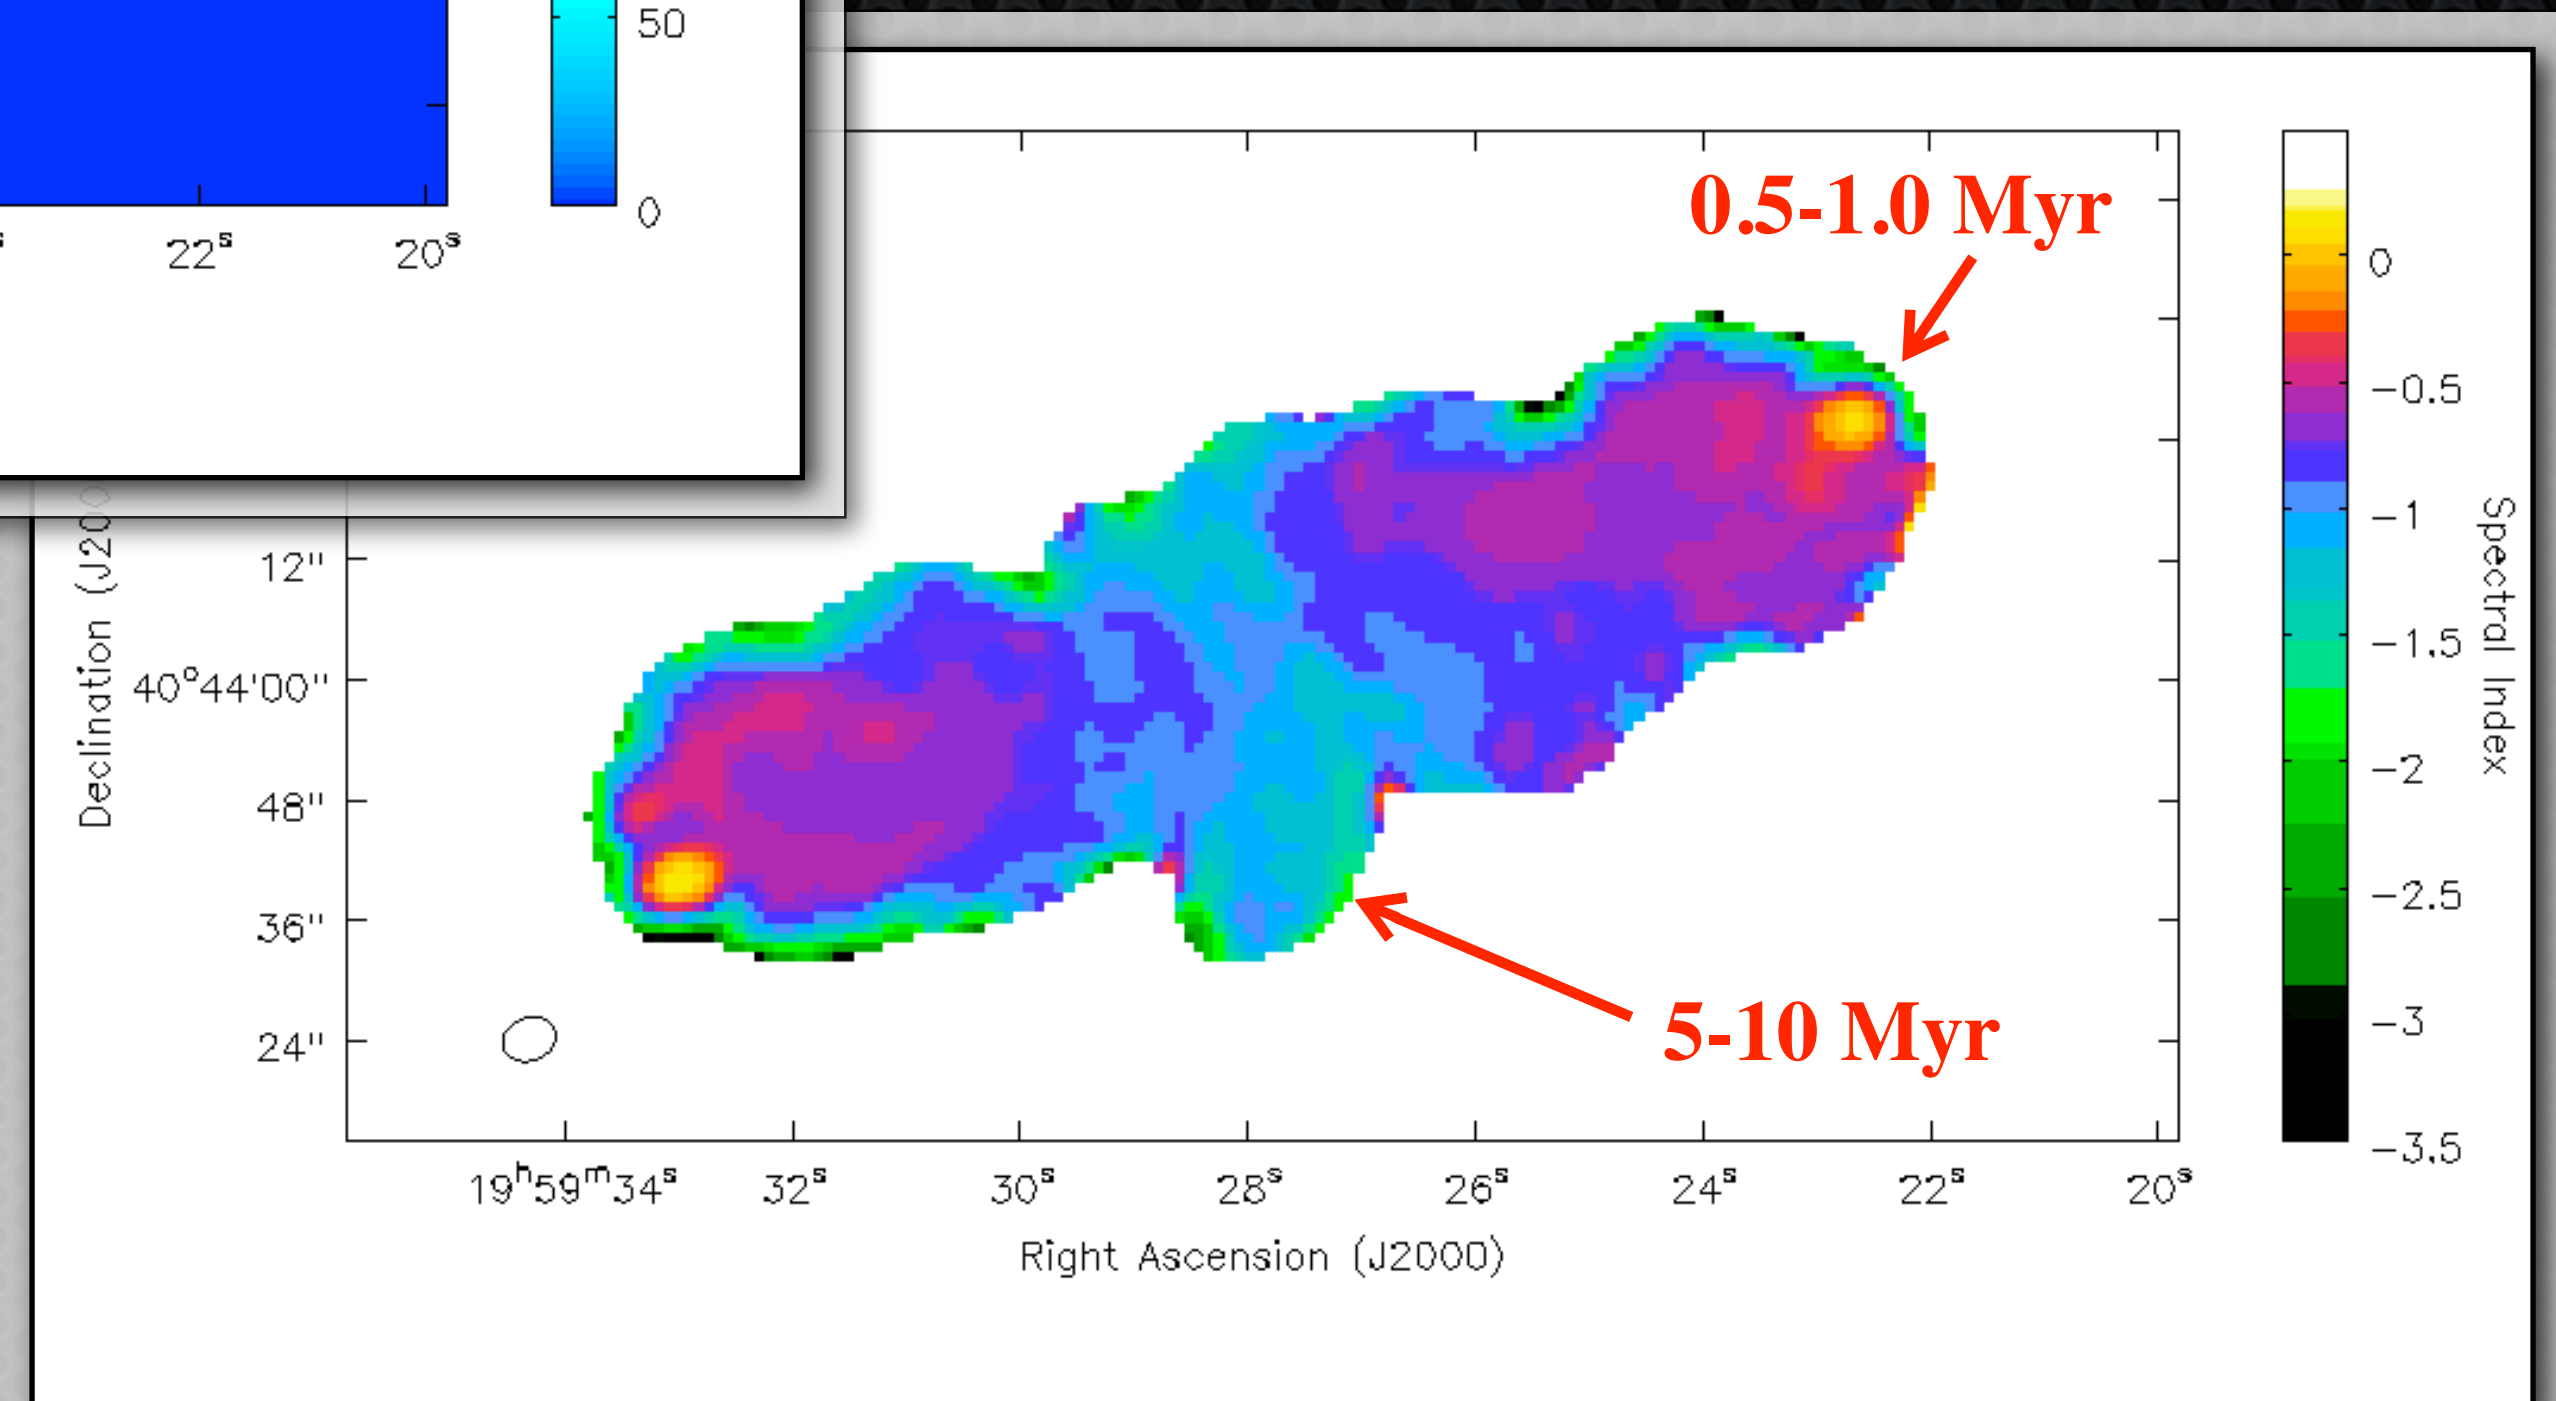 50
0
22ˢ 20ˢ
0.5-1.0 Myr
0
−0.5
−1
−1.5
−2
−2.5
−3
−3.5
Spectral Index
Declination (J200
12"
40°44'00"
48"
36"
24"
5-10 Myr
19ʰ59ᵐ34ˢ 32ˢ 30ˢ 28ˢ 26ˢ 24ˢ 22ˢ 20ˢ
Right Ascension (J2000)